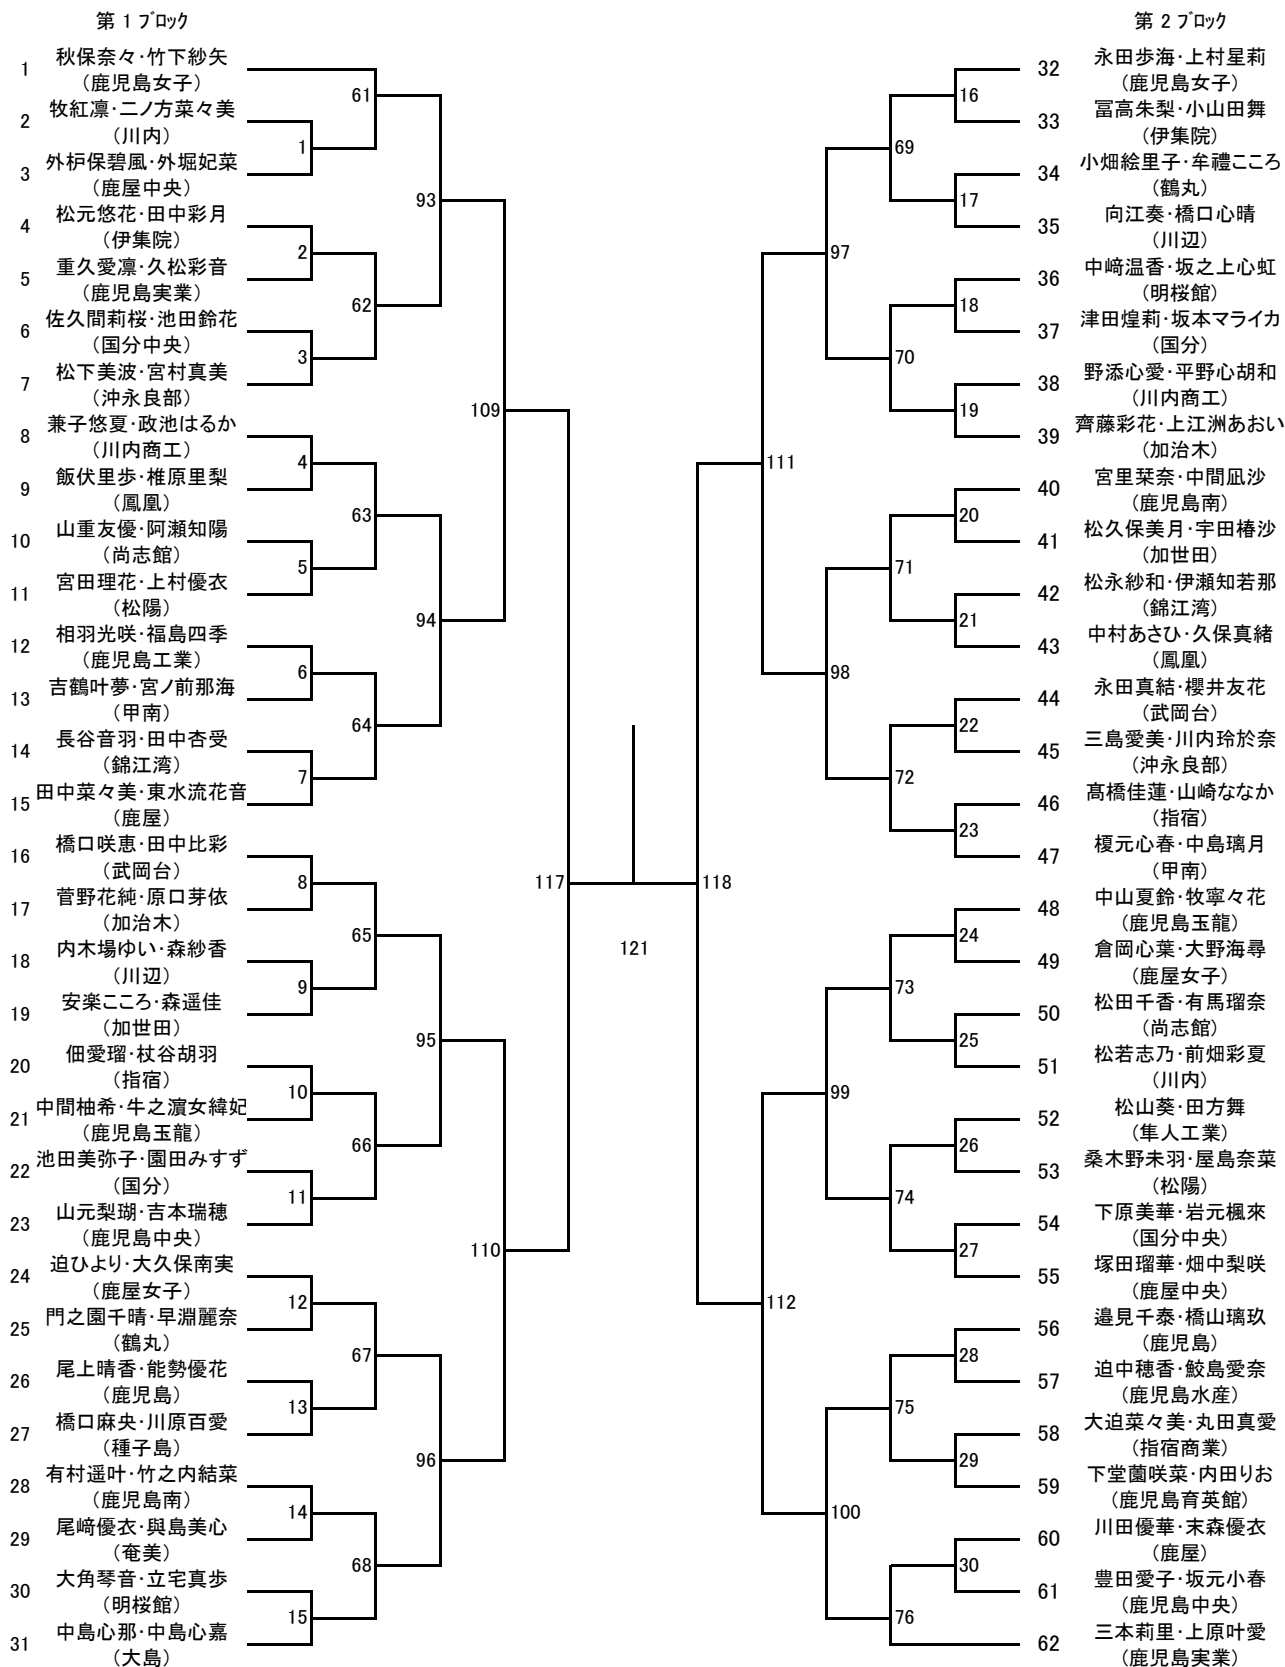 第１ブロック
1 秋保奈々・竹下紗矢
(鹿児島女子)
2 牧紅凛・二ノ方菜々美
(川内)
3 外枦保碧風・外堀妃菜
(鹿屋中央)
4 松元悠花・田中彩月
(伊集院)
5 重久愛凛・久松彩音
(鹿児島実業)
6 佐久間莉桜・池田鈴花
(国分中央)
7 松下美波・宮村真美
(沖永良部)
8 兼子悠夏・政池はるか
(川内商工)
9 飯伏里歩・椎原里梨
(鳳凰)
10 山重友優・阿瀬知陽
(尚志館)
11 宮田理花・上村優衣
(松陽)
12 相羽光咲・福島四季
(鹿児島工業)
13 吉鶴叶夢・宮ノ前那海
(甲南)
14 長谷音羽・田中杏受
(錦江湾)
15 田中菜々美・東水流花音
(鹿屋)
16 橋口咲恵・田中比彩
(武岡台)
17 菅野花純・原口芽依
(加治木)
18 内木場ゆい・森紗香
(川辺)
19 安楽こころ・森遥佳
(加世田)
20 佃愛瑠・杖谷胡羽
(指宿)
21 中間柚希・牛之濵女緯妃
(鹿児島玉龍)
22 池田美弥子・園田みすず
(国分)
23 山元梨瑚・吉本瑞穂
(鹿児島中央)
24 迫ひより・大久保南実
(鹿屋女子)
25 門之園千晴・早淵麗奈
(鶴丸)
26 尾上晴香・能勢優花
(鹿児島)
27 橋口麻央・川原百愛
(種子島)
28 有村遥叶・竹之内結菜
(鹿児島南)
29 尾﨑優衣・與島美心
(奄美)
30 大角琴音・立宅真歩
(明桜館)
31 中島心那・中島心嘉
(大島)
1
2
3
4
5
6
7
8
9
10
11
12
13
14
15
61
62
63
64
65
66
67
68
93
94
95
96
109
110
117
121
118
111
112
97
98
99
100
69
70
71
72
73
74
75
76
16
17
18
19
20
21
22
23
24
25
26
27
28
29
30
第２ブロック
32 永田歩海・上村星莉
(鹿児島女子)
33 冨高朱梨・小山田舞
(伊集院)
34 小畑絵里子・牟禮こころ
(鶴丸)
35 向江奏・橋口心晴
(川辺)
36 中﨑温香・坂之上心虹
(明桜館)
37 津田煌莉・坂本マライカ
(国分)
38 野添心愛・平野心胡和
(川内商工)
39 齊藤彩花・上江洲あおい
(加治木)
40 宮里栞奈・中間凪沙
(鹿児島南)
41 松久保美月・宇田椿沙
(加世田)
42 松永紗和・伊瀬知若那
(錦江湾)
43 中村あさひ・久保真緒
(鳳凰)
44 永田真結・櫻井友花
(武岡台)
45 三島愛美・川内玲於奈
(沖永良部)
46 髙橋佳蓮・山崎ななか
(指宿)
47 榎元心春・中島璃月
(甲南)
48 中山夏鈴・牧寧々花
(鹿児島玉龍)
49 倉岡心葉・大野海尋
(鹿屋女子)
50 松田千香・有馬瑠奈
(尚志館)
51 松若志乃・前畑彩夏
(川内)
52 松山葵・田方舞
(隼人工業)
53 桑木野未羽・屋島奈菜
(松陽)
54 下原美華・岩元楓來
(国分中央)
55 塚田瑠華・畑中梨咲
(鹿屋中央)
56 邉見千泰・橋山璃玖
(鹿児島)
57 迫中穂香・鮫島愛奈
(鹿児島水産)
58 大迫菜々美・丸田真愛
(指宿商業)
59 下堂薗咲菜・内田りお
(鹿児島育英館)
60 川田優華・末森優衣
(鹿屋)
61 豊田愛子・坂元小春
(鹿児島中央)
62 三本莉里・上原叶愛
(鹿児島実業)